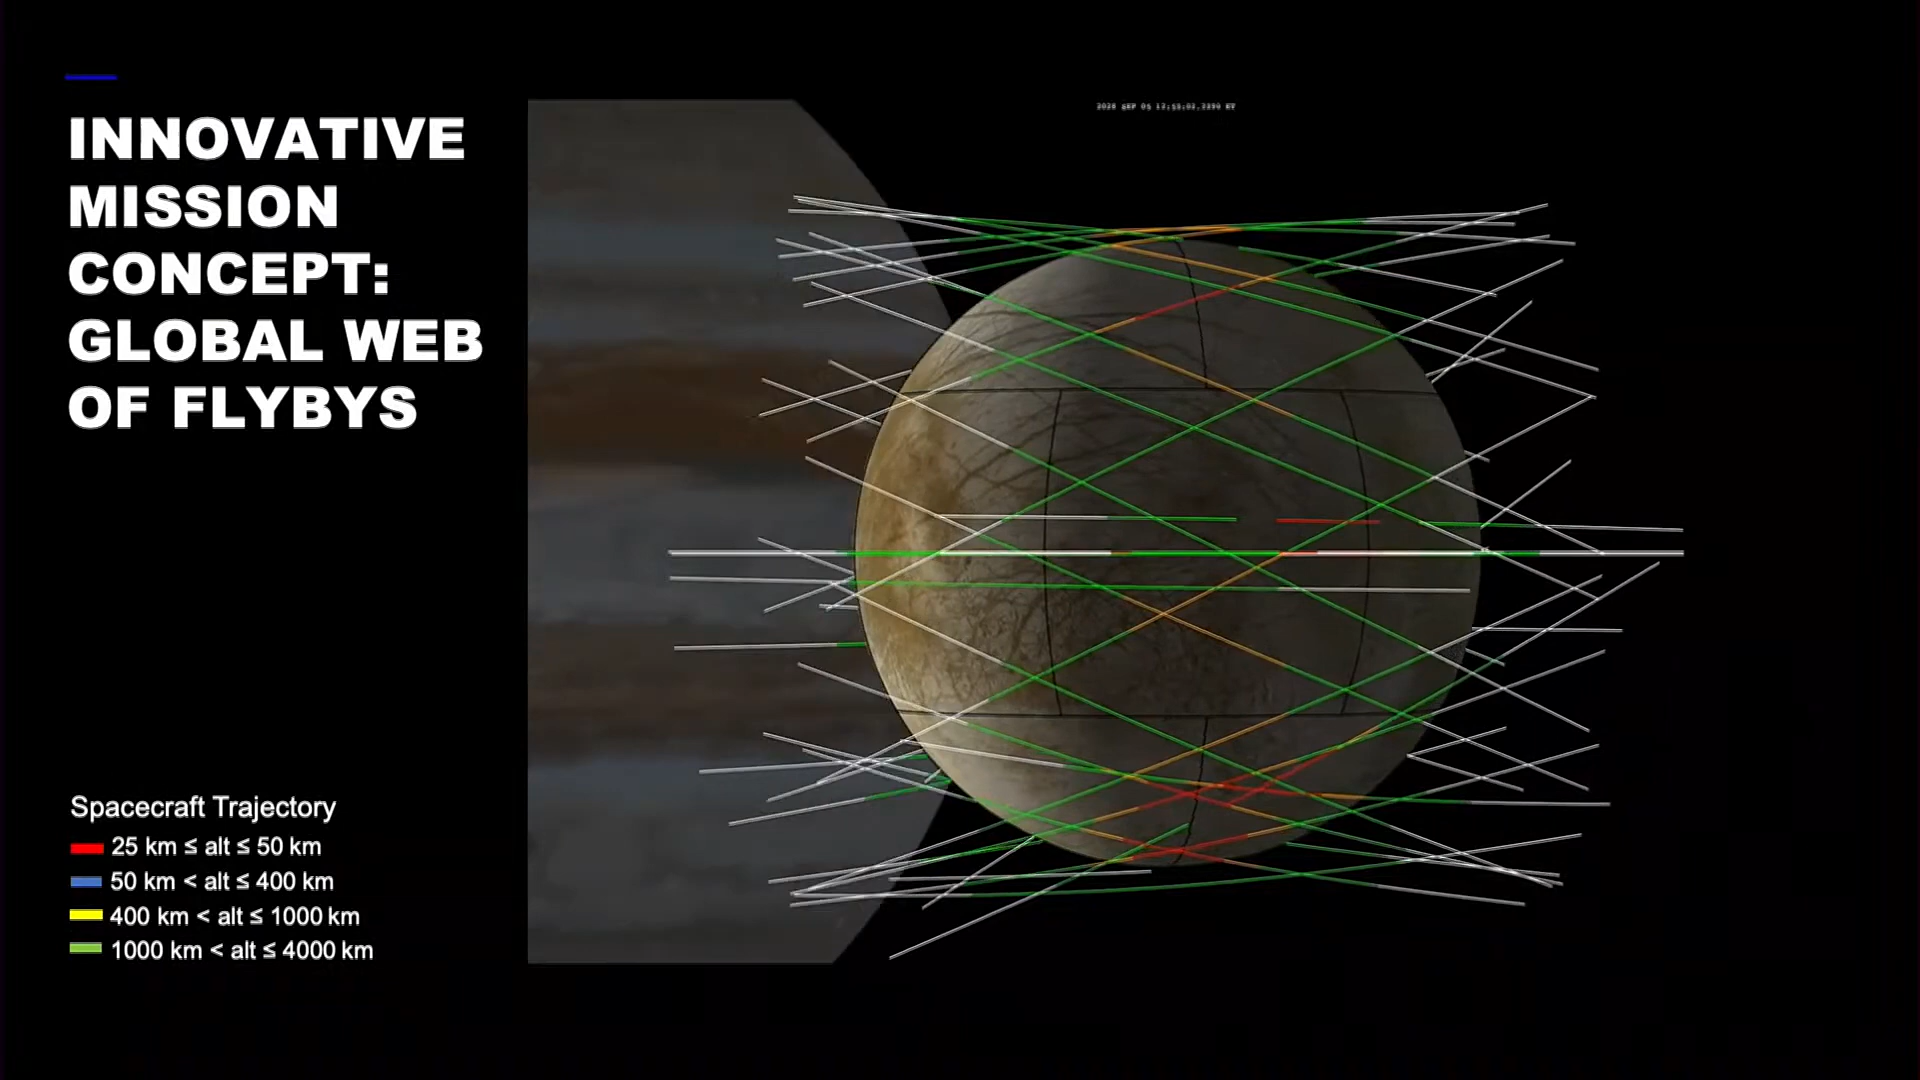 INNOVATIVE
MISSION
CONCEPT:
GLOBAL WEB
OF FLYBYS
Spacecraft Trajectory
25 km ≤ alt ≤ 50 km
50 km < alt ≤ 400 km
400 km < alt ≤ 1000 km
1000 km < alt ≤ 4000 km